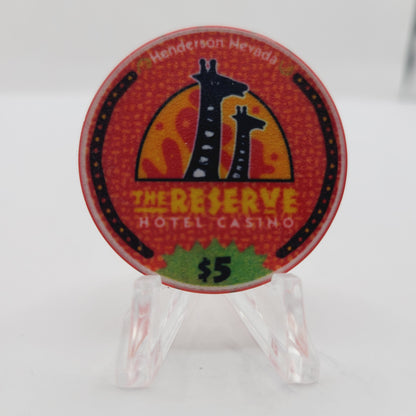 Henderson Nevada
THE RESERVE
HOTEL CASINO
$5